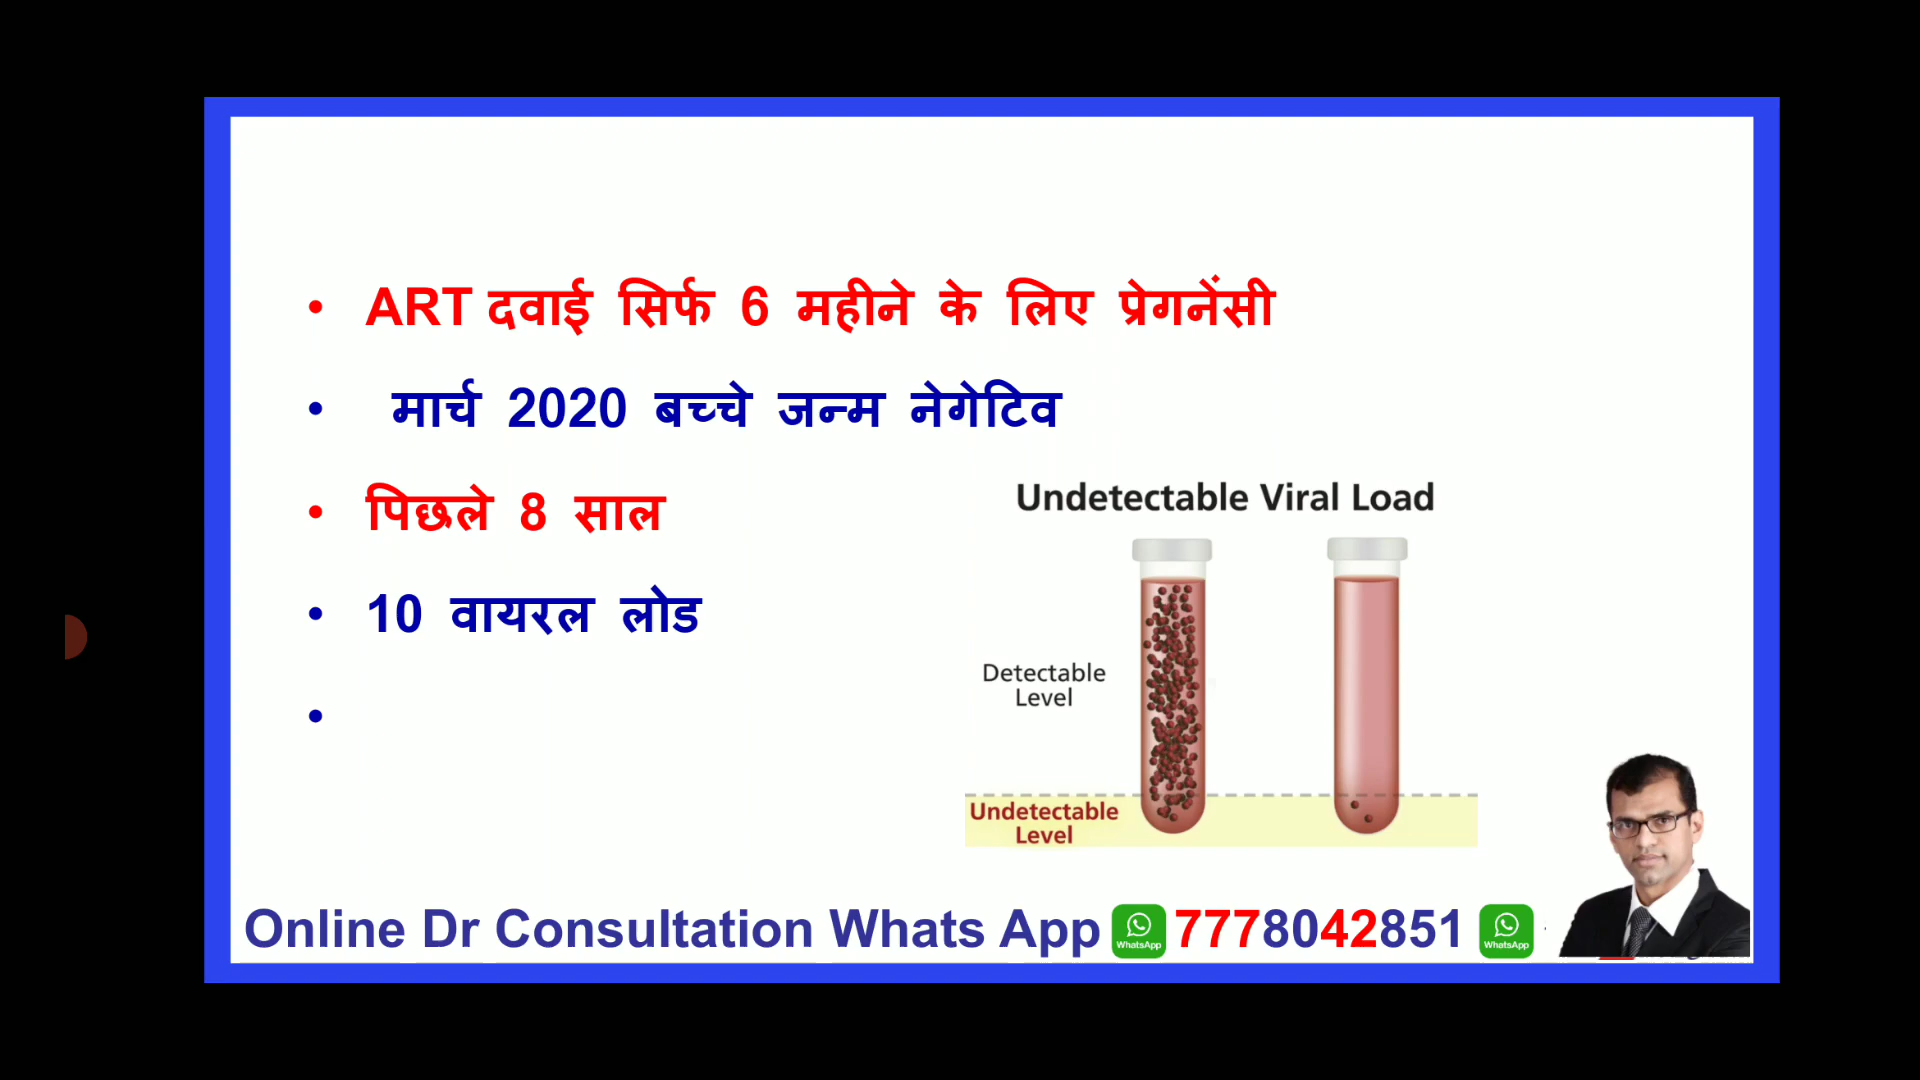 • ART दवाई सिर्फ 6 महीने के लिए प्रेगनेंसी
• मार्च 2020 बच्चे जन्म नेगेटिव
• पिछले 8 साल
• 10 वायरल लोड
•
Undetectable Viral Load
Detectable
Level
Undetectable
Level
Online Dr Consultation Whats App WhatsApp 7778042851 WhatsApp